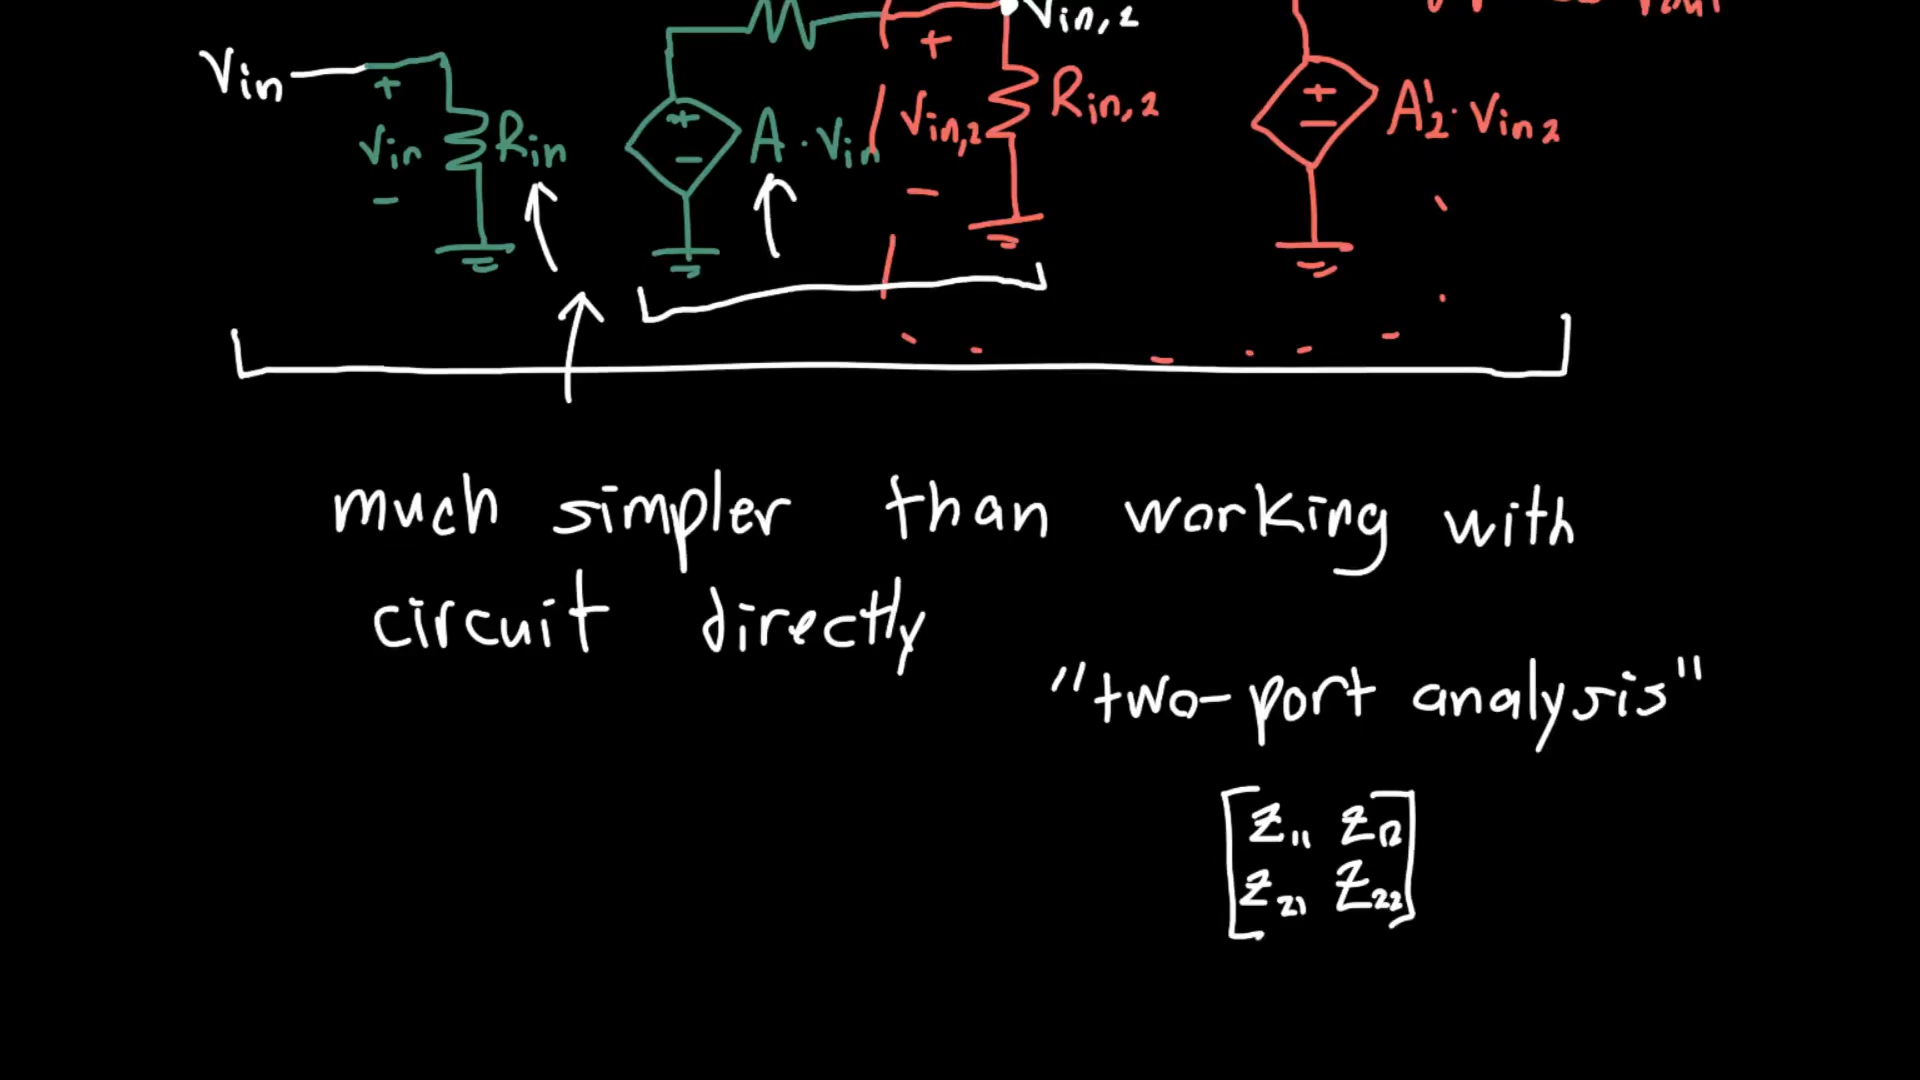 Vin,2
Vin + Vin - Rin
+ - A · Vin
+ Vin,2 - Rin,2
+ - A'2 · Vin2
much simpler than working with
circuit directly
"two-port analysis"
[Z11 Z12
Z21 Z22]